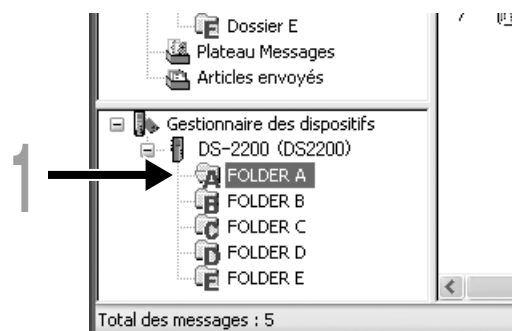 Dossier E
Plateau Messages
Articles envoyés
Gestionnaire des dispositifs
DS-2200 (DS2200)
1
FOLDER A
FOLDER B
FOLDER C
FOLDER D
FOLDER E
Total des messages : 5